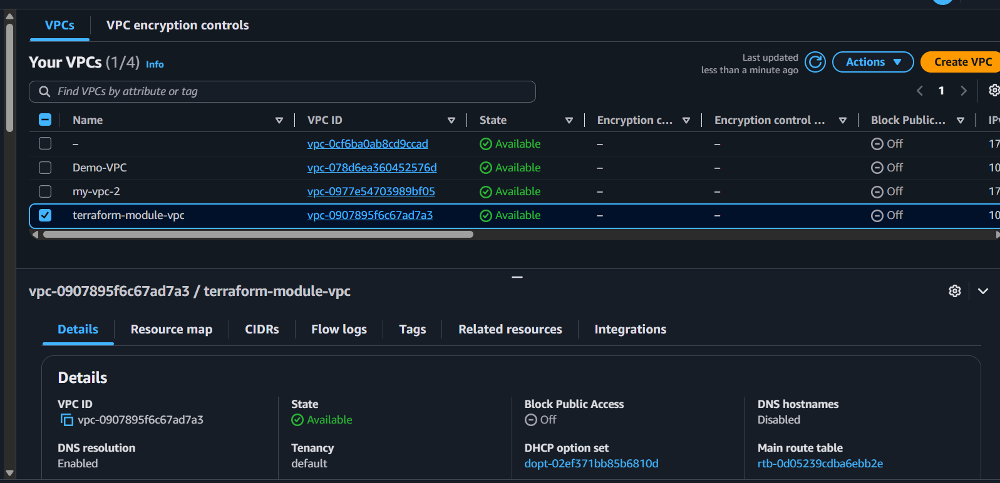 VPCs VPC encryption controls
Your VPCs (1/4) Info
Last updated
less than a minute ago
Actions
Create VPC
Find VPCs by attribute or tag
1
Name VPC ID State Encryption c... Encryption control ... Block Public...
– vpc-0cf6ba0ab8cd9ccad Available – – Off 17
Demo-VPC vpc-078d6ea360452576d Available – – Off 10
my-vpc-2 vpc-0977e54703989bf05 Available – – Off 17
terraform-module-vpc vpc-0907895f6c67ad7a3 Available – – Off 10
vpc-0907895f6c67ad7a3 / terraform-module-vpc
Details Resource map CIDRs Flow logs Tags Related resources Integrations
Details
VPC ID State Block Public Access DNS hostnames
vpc-0907895f6c67ad7a3 Available Off Disabled
DNS resolution Tenancy DHCP option set Main route table
Enabled default dopt-02ef371bb85b6810d rtb-0d05239cdba6ebb2e